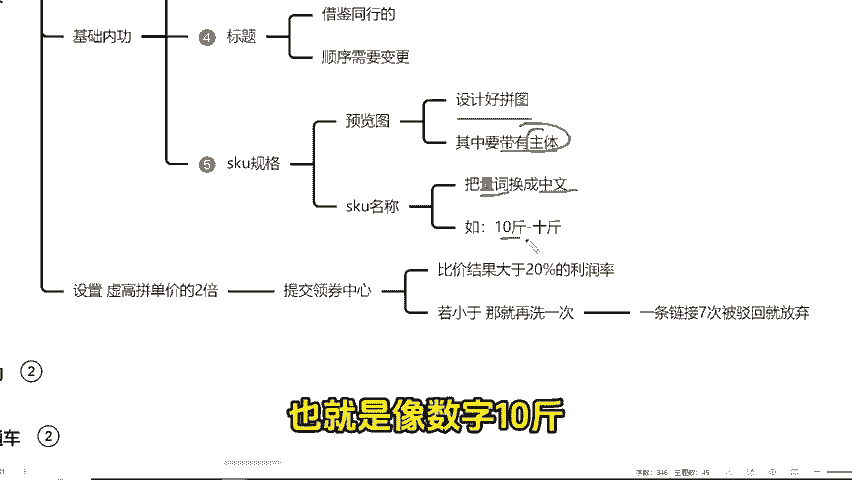 借鉴同行的
基础内功
4 标题
顺序需要变更
设计好拼图
预览图
其中要带有主体
5 sku规格
把量词换成中文
sku名称
如：10斤-十斤
比价结果大于20%的利润率
设置 虚高拼单价的2倍
提交领券中心
若小于 那就再洗一次
一条链接7次被驳回就放弃
2
也就是像数字10斤
通车 2
字数：346 主题数：45